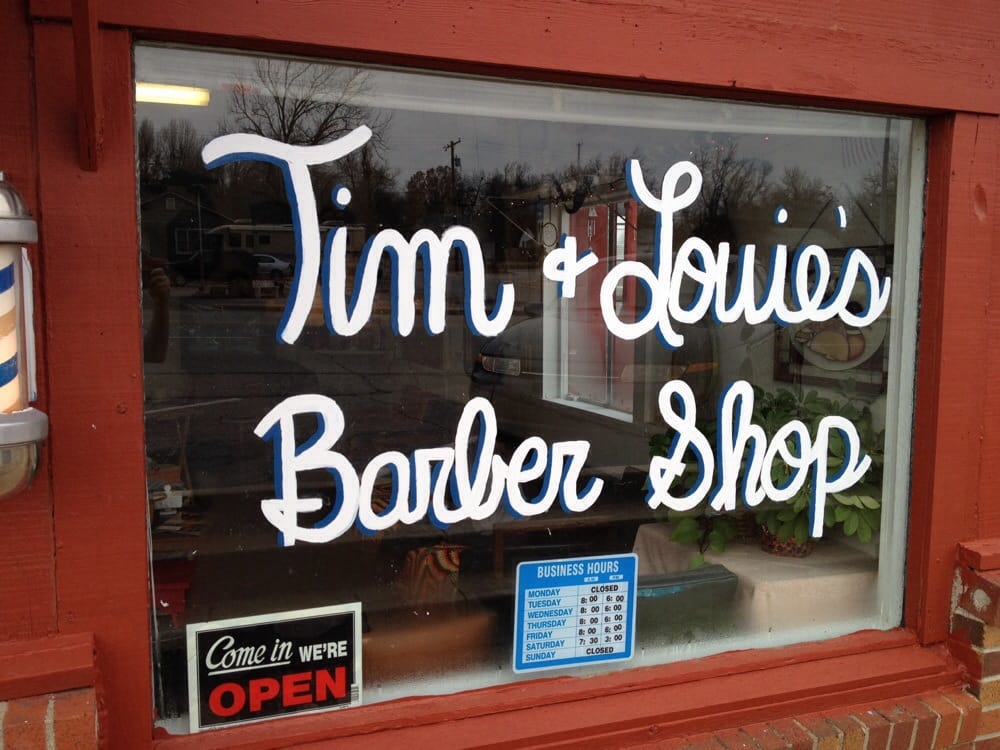 Tim & Louie's
Barber Shop
BUSINESS HOURS
AM PM
MONDAY CLOSED
TUESDAY 8:00 6:00
WEDNESDAY 8:00 6:00
THURSDAY 8:00 6:00
FRIDAY 8:00 6:00
SATURDAY 7:30 3:00
SUNDAY CLOSED
Come in WE'RE
OPEN